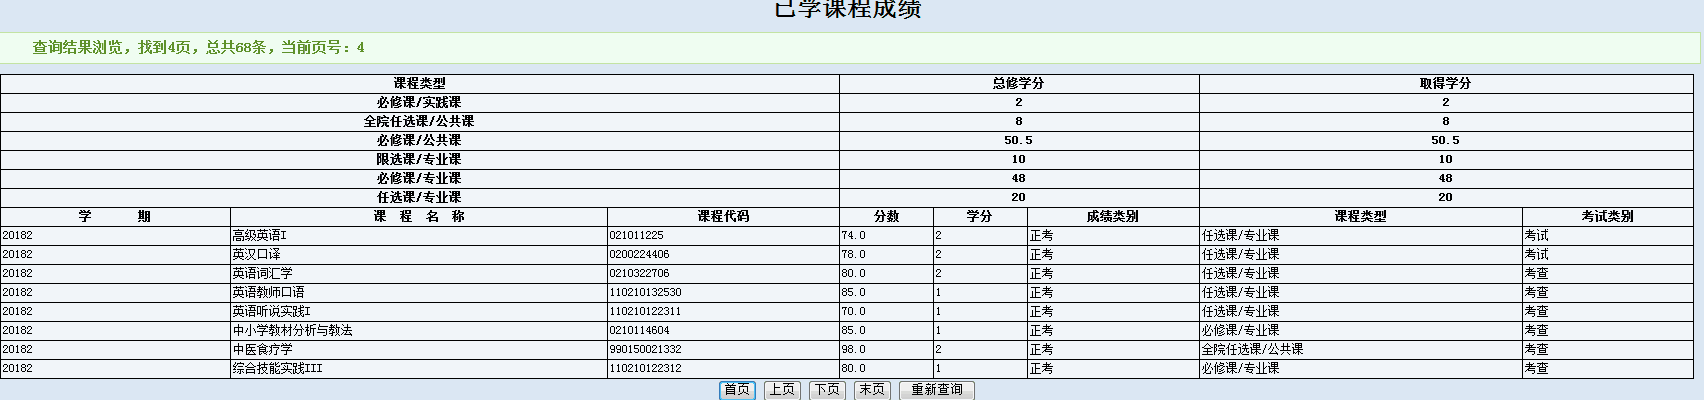 已学课程成绩
查询结果浏览，找到4页，总共68条，当前页号：4
课程类型 总修学分 取得学分
必修课/实践课 2 2
全院任选课/公共课 8 8
必修课/公共课 50.5 50.5
限选课/专业课 10 10
必修课/专业课 48 48
任选课/专业课 20 20
学 期 课 程 名 称 课程代码 分数 学分 成绩类别 课程类型 考试类别
20182 高级英语I 021011225 74.0 2 正考 任选课/专业课 考试
20182 英汉口译 0200224406 78.0 2 正考 任选课/专业课 考试
20182 英语词汇学 0210322706 80.0 2 正考 任选课/专业课 考查
20182 英语教师口语 110210132530 85.0 1 正考 任选课/专业课 考查
20182 英语听说实践I 110210122311 70.0 1 正考 任选课/专业课 考查
20182 中小学教材分析与教法 0210114604 85.0 1 正考 必修课/专业课 考查
20182 中医食疗学 990150021332 98.0 2 正考 全院任选课/公共课 考查
20182 综合技能实践III 110210122312 80.0 1 正考 必修课/专业课 考查
首页 上页 下页 末页 重新查询